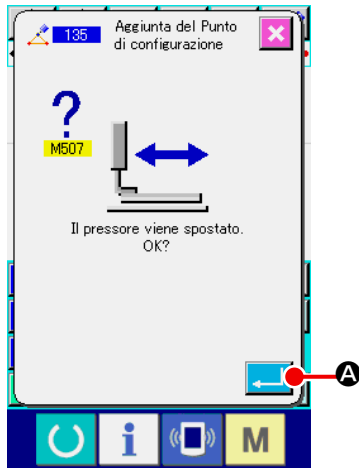 135
Aggiunta del Punto
di configurazione
?
M507
Il pressore viene spostato.
OK?
A
i
M